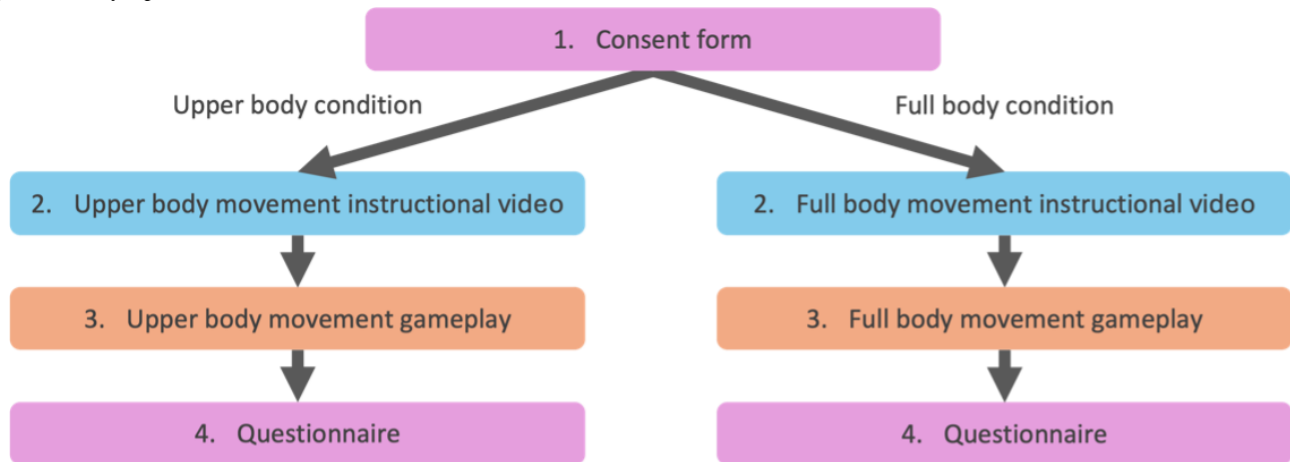 1. Consent form
Upper body condition
Full body condition
2. Upper body movement instructional video
2. Full body movement instructional video
3. Upper body movement gameplay
3. Full body movement gameplay
4. Questionnaire
4. Questionnaire